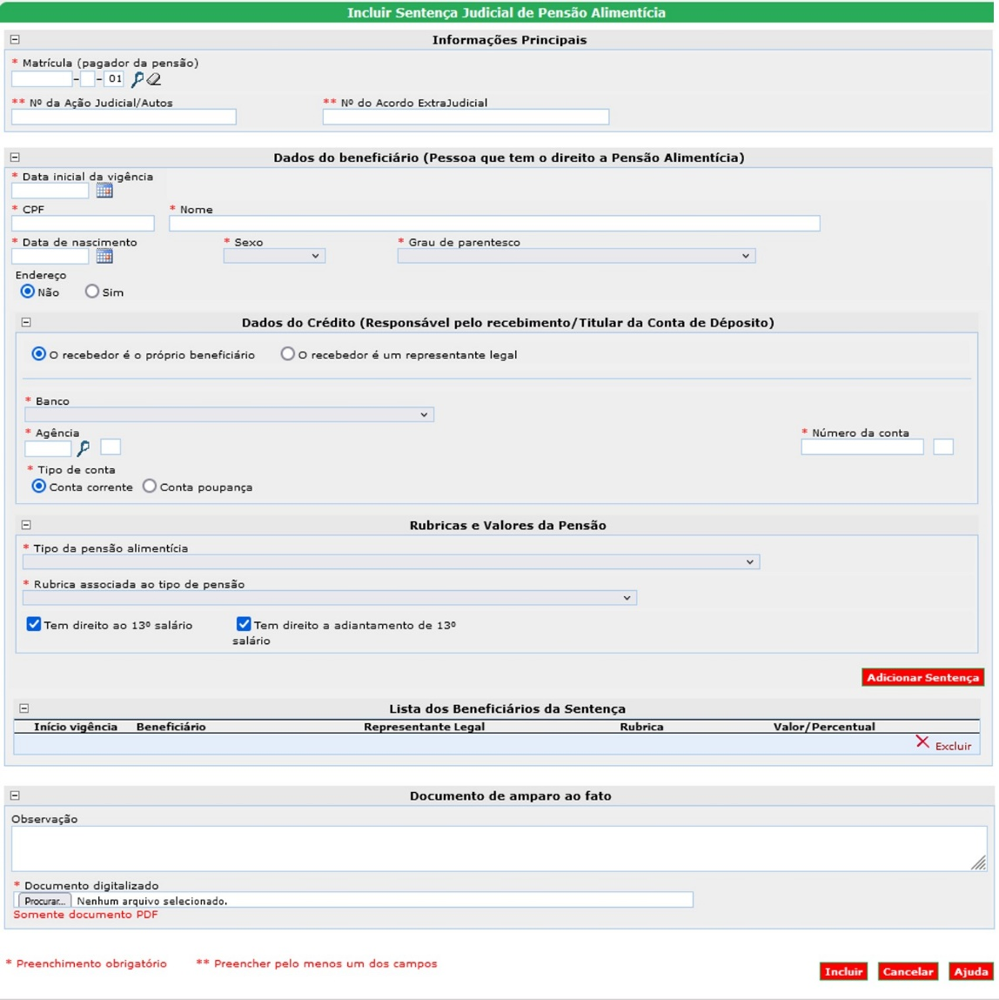 Incluir Sentença Judicial de Pensão Alimentícia
Informações Principais
* Matrícula (pagador da pensão)
- - 01
** Nº da Ação Judicial/Autos ** Nº do Acordo ExtraJudicial
Dados do beneficiário (Pessoa que tem o direito a Pensão Alimentícia)
* Data inicial da vigência
* CPF * Nome
* Data de nascimento * Sexo * Grau de parentesco
Endereço
Não Sim
Dados do Crédito (Responsável pelo recebimento/Titular da Conta de Déposito)
O recebedor é o próprio beneficiário O recebedor é um representante legal
* Banco
* Agência * Número da conta
* Tipo de conta
Conta corrente Conta poupança
Rubricas e Valores da Pensão
* Tipo da pensão alimentícia
* Rubrica associada ao tipo de pensão
Tem direito ao 13º salário Tem direito a adiantamento de 13º
salário
Adicionar Sentença
Lista dos Beneficiários da Sentença
Início vigência Beneficiário Representante Legal Rubrica Valor/Percentual
Excluir
Documento de amparo ao fato
Observação
* Documento digitalizado
Procurar... Nenhum arquivo selecionado.
Somente documento PDF
* Preenchimento obrigatório ** Preencher pelo menos um dos campos
Incluir Cancelar Ajuda